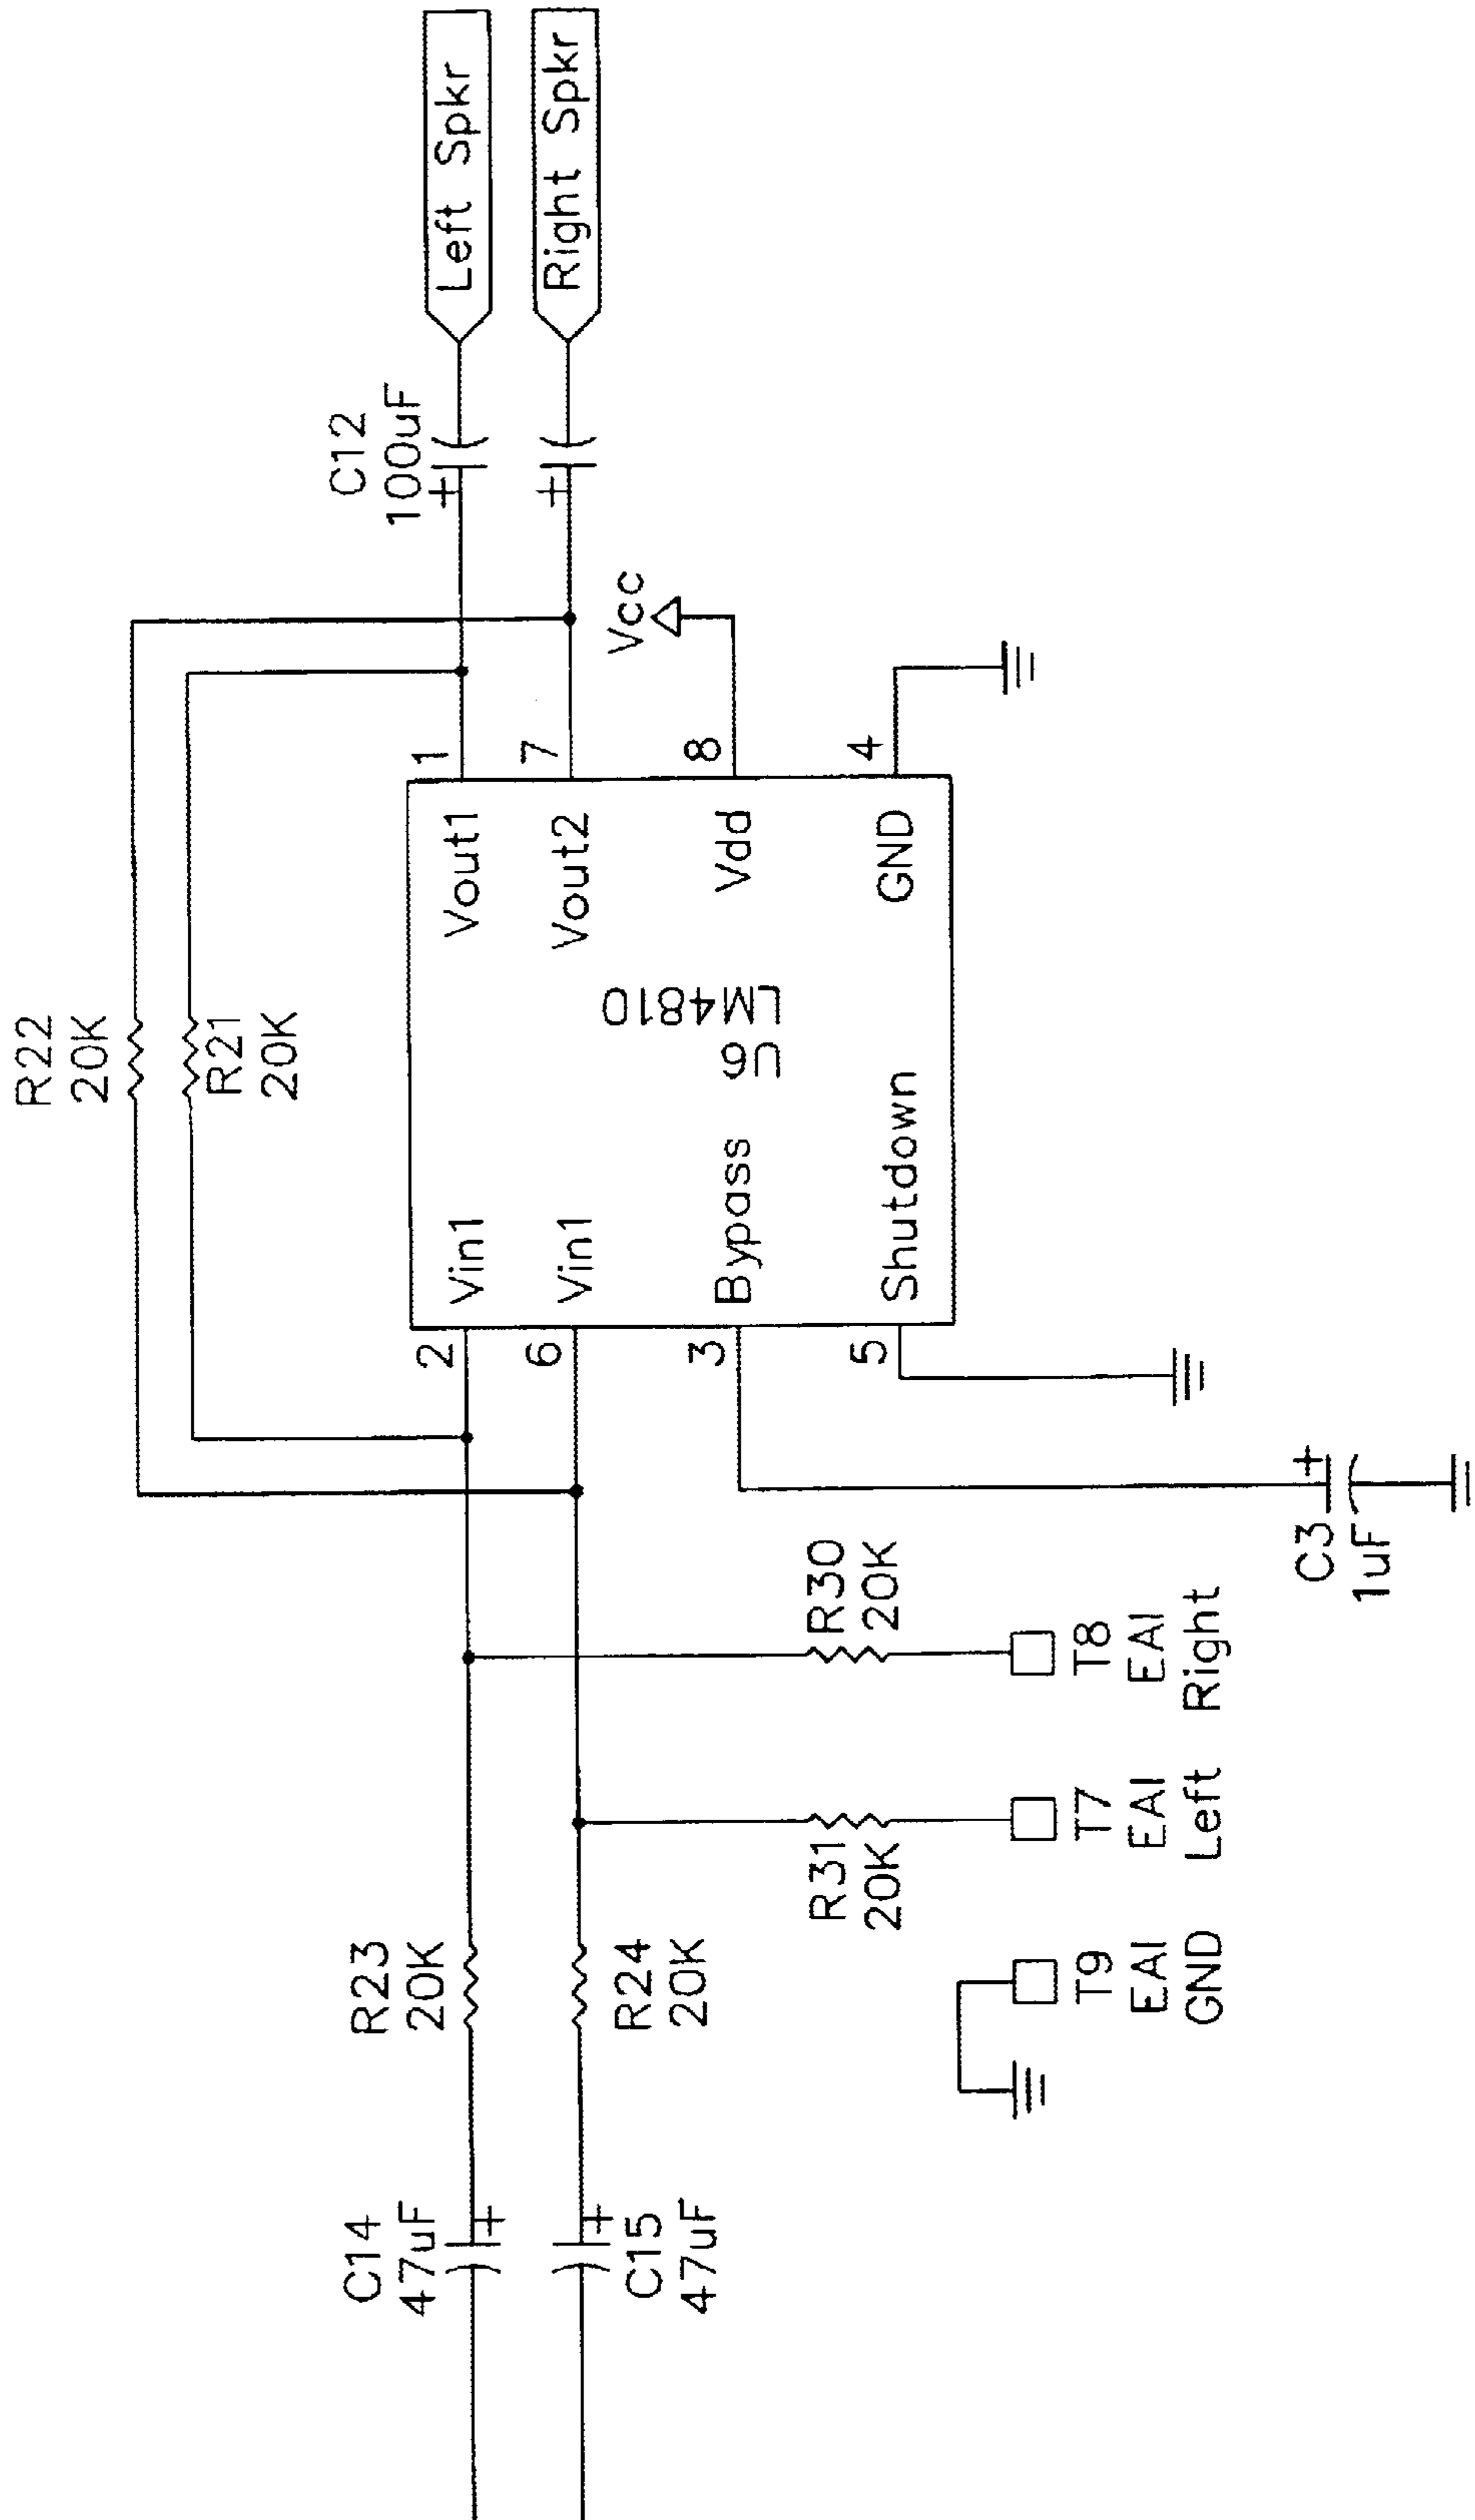 C14
47uF
C15
47uF
R23
20K
R24
20K
R22
20K
R21
20K
R31
20K
R30
20K
T9
EAI
GND
T7
EAI
Left
T8
EAI
Right
C3
1uF
+
+
+
2
6
3
5
Vin1
Vin1
Bypass
Shutdown
U6
LM4810
Vout1
Vout2
Vdd
GND
1
7
8
4
Vcc
C12
100uF
+
+
Left Spkr
Right Spkr